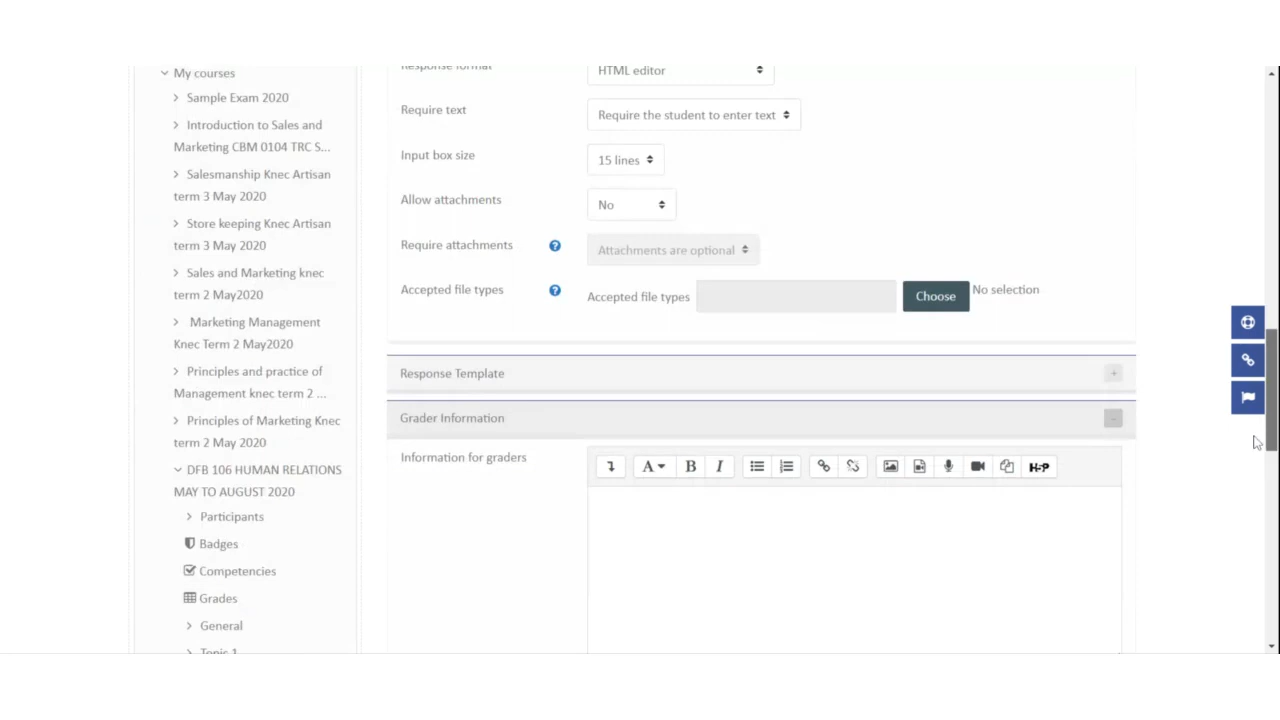 My courses
Sample Exam 2020
Introduction to Sales and
Marketing CBM 0104 TRC S...
Salesmanship Knec Artisan
term 3 May 2020
Store keeping Knec Artisan
term 3 May 2020
Sales and Marketing knec
term 2 May2020
Marketing Management
Knec Term 2 May2020
Principles and practice of
Management knec term 2 ...
Principles of Marketing Knec
term 2 May 2020
DFB 106 HUMAN RELATIONS
MAY TO AUGUST 2020
Participants
Badges
Competencies
Grades
General
Topic 1
Response format
HTML editor
Require text
Require the student to enter text
Input box size
15 lines
Allow attachments
No
Require attachments
Attachments are optional
Accepted file types
Accepted file types
Choose
No selection
Response Template
Grader Information
Information for graders
A B I
H-P